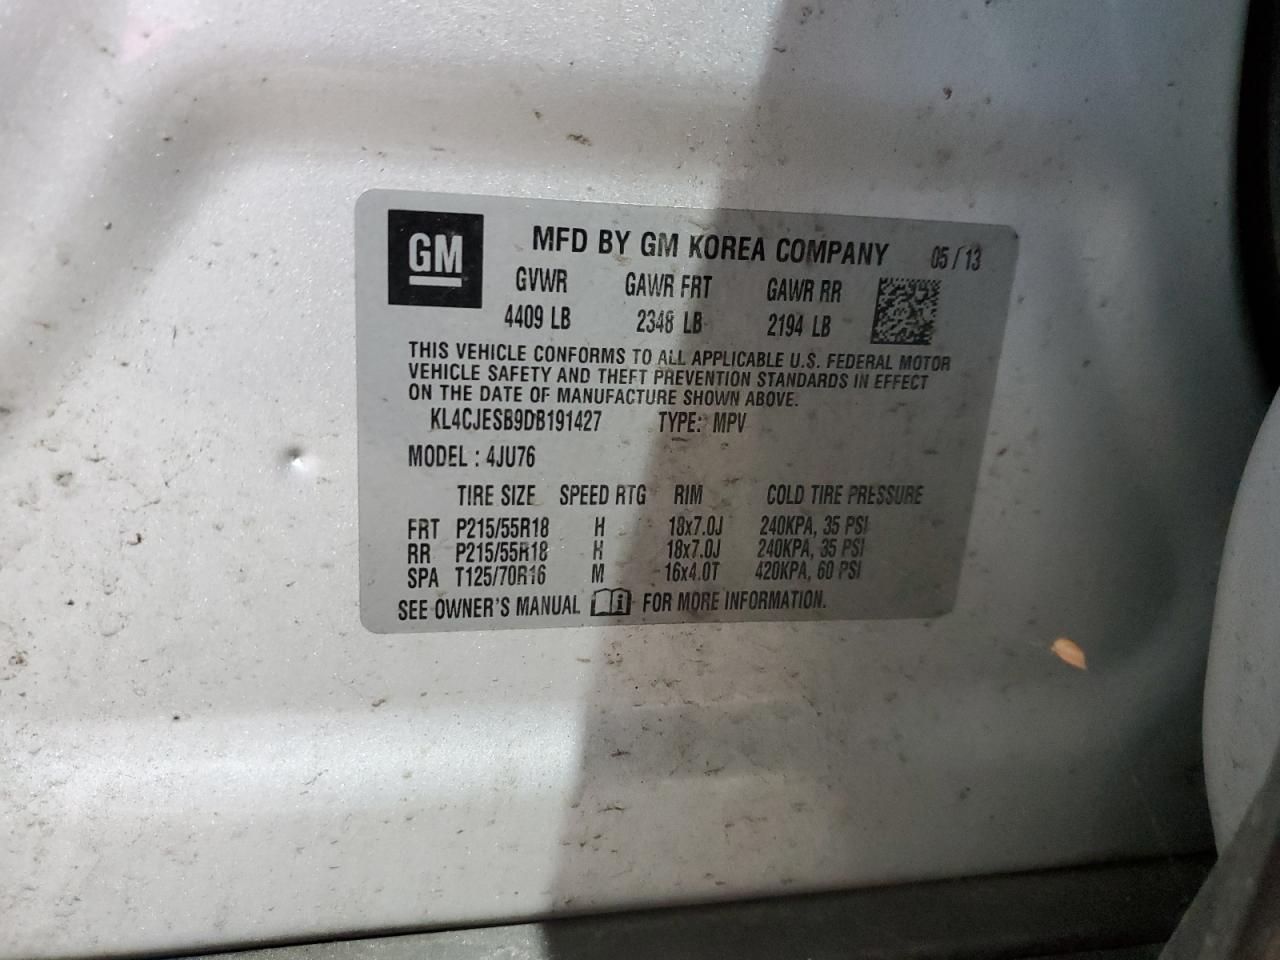 GM
MFD BY GM KOREA COMPANY 05/13
GVWR GAWR FRT GAWR RR
4409 LB 2348 LB 2194 LB
THIS VEHICLE CONFORMS TO ALL APPLICABLE U.S. FEDERAL MOTOR
VEHICLE SAFETY AND THEFT PREVENTION STANDARDS IN EFFECT
ON THE DATE OF MANUFACTURE SHOWN ABOVE.
KL4CJESB9DB191427 TYPE: MPV
MODEL : 4JU76
TIRE SIZE SPEED RTG RIM COLD TIRE PRESSURE
FRT P215/55R18 H 18x7.0J 240KPA, 35 PSI
RR P215/55R18 H 18x7.0J 240KPA, 35 PSI
SPA T125/70R16 M 16x4.0T 420KPA, 60 PSI
SEE OWNER'S MANUAL i FOR MORE INFORMATION.